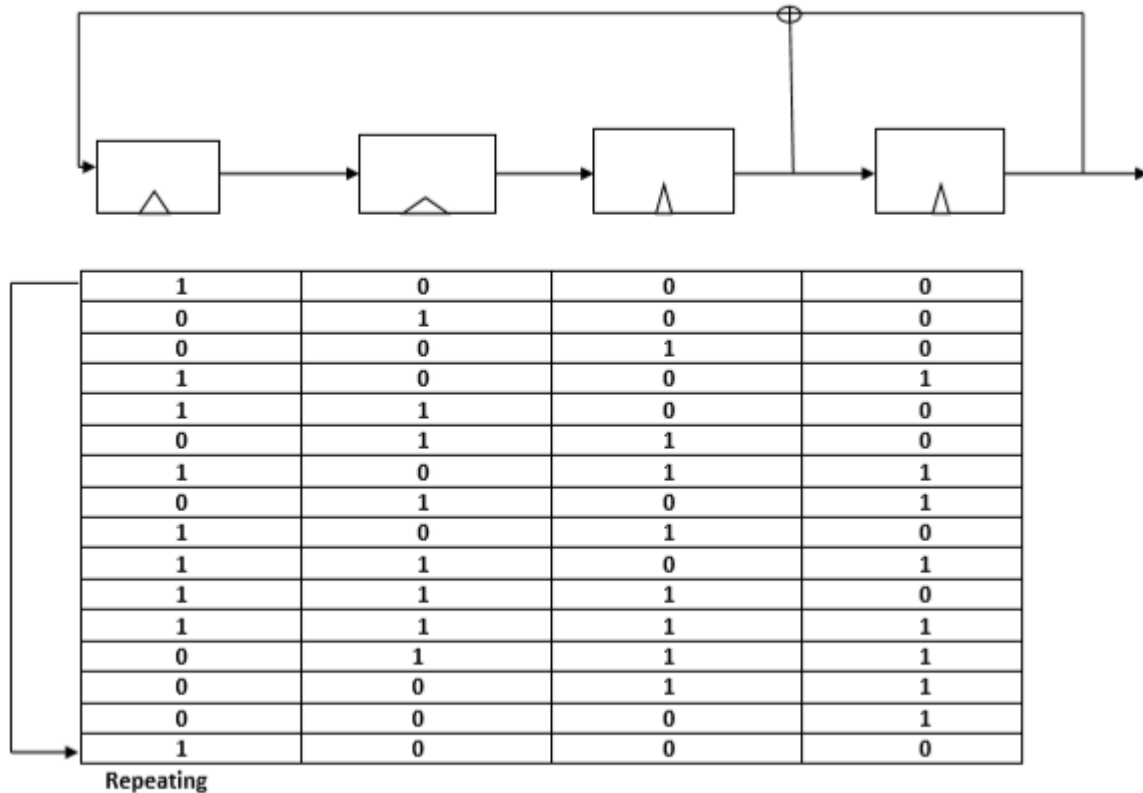 1 0 0 0
0 1 0 0
0 0 1 0
1 0 0 1
1 1 0 0
0 1 1 0
1 0 1 1
0 1 0 1
1 0 1 0
1 1 0 1
1 1 1 0
1 1 1 1
0 1 1 1
0 0 1 1
0 0 0 1
1 0 0 0
Repeating